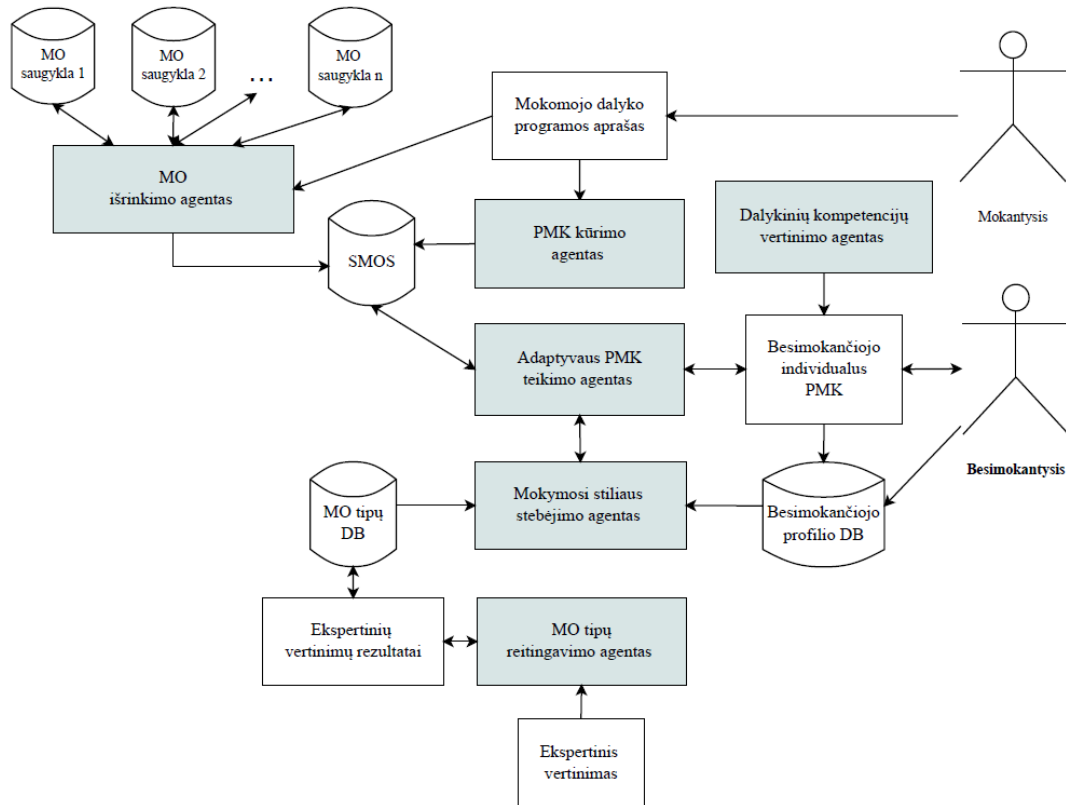 MO
saugykla 1
MO
saugykla 2
...
MO
saugykla n
Mokomojo dalyko
programos aprašas
MO
išrinkimo agentas
Mokantysis
Dalykinių kompetencijų
vertinimo agentas
PMK kūrimo
agentas
SMOS
Adaptyvaus PMK
teikimo agentas
Besimokančiojo
individualus
PMK
Besimokantysis
MO tipų
DB
Mokymosi stiliaus
stebėjimo agentas
Besimokančiojo
profilio DB
Ekspertinių
vertinimų rezultatai
MO tipų
reitingavimo agentas
Ekspertinis
vertinimas